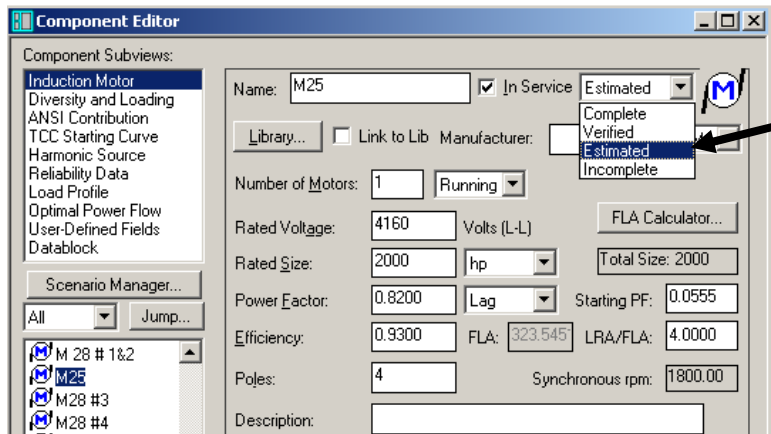 Component Editor
Component Subviews:
Induction Motor
Diversity and Loading
ANSI Contribution
TCC Starting Curve
Harmonic Source
Reliability Data
Load Profile
Optimal Power Flow
User-Defined Fields
Datablock
Scenario Manager...
All Jump...
M 28 # 1&2
M25
M28 #3
M28 #4
Name: M25 In Service Estimated M
Complete
Verified
Estimated
Incomplete
Library... Link to Lib Manufacturer:
Number of Motors: 1 Running
Rated Voltage: 4160 Volts (L-L) FLA Calculator...
Rated Size: 2000 hp Total Size: 2000
Power Factor: 0.8200 Lag Starting PF: 0.0555
Efficiency: 0.9300 FLA: 323.545 LRA/FLA: 4.0000
Poles: 4 Synchronous rpm: 1800.00
Description: